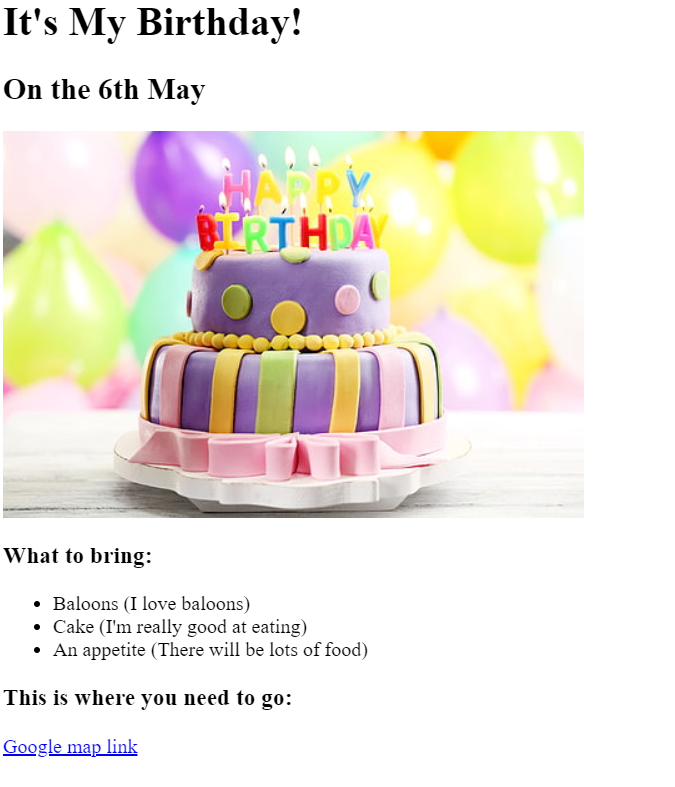 It's My Birthday!
On the 6th May
HAPPY
BIRTHDAY
What to bring:
Baloons (I love baloons)
Cake (I'm really good at eating)
An appetite (There will be lots of food)
This is where you need to go:
Google map link